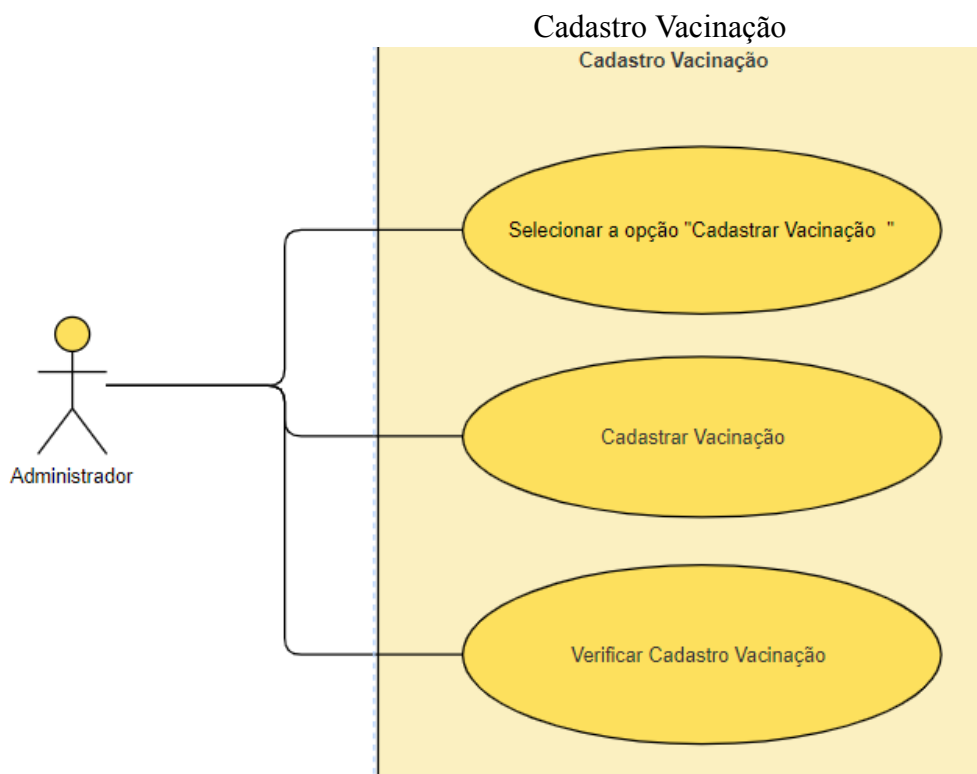 Cadastro Vacinação
Cadastro Vacinação
Selecionar a opção "Cadastrar Vacinação  "
Cadastrar Vacinação
Administrador
Verificar Cadastro Vacinação